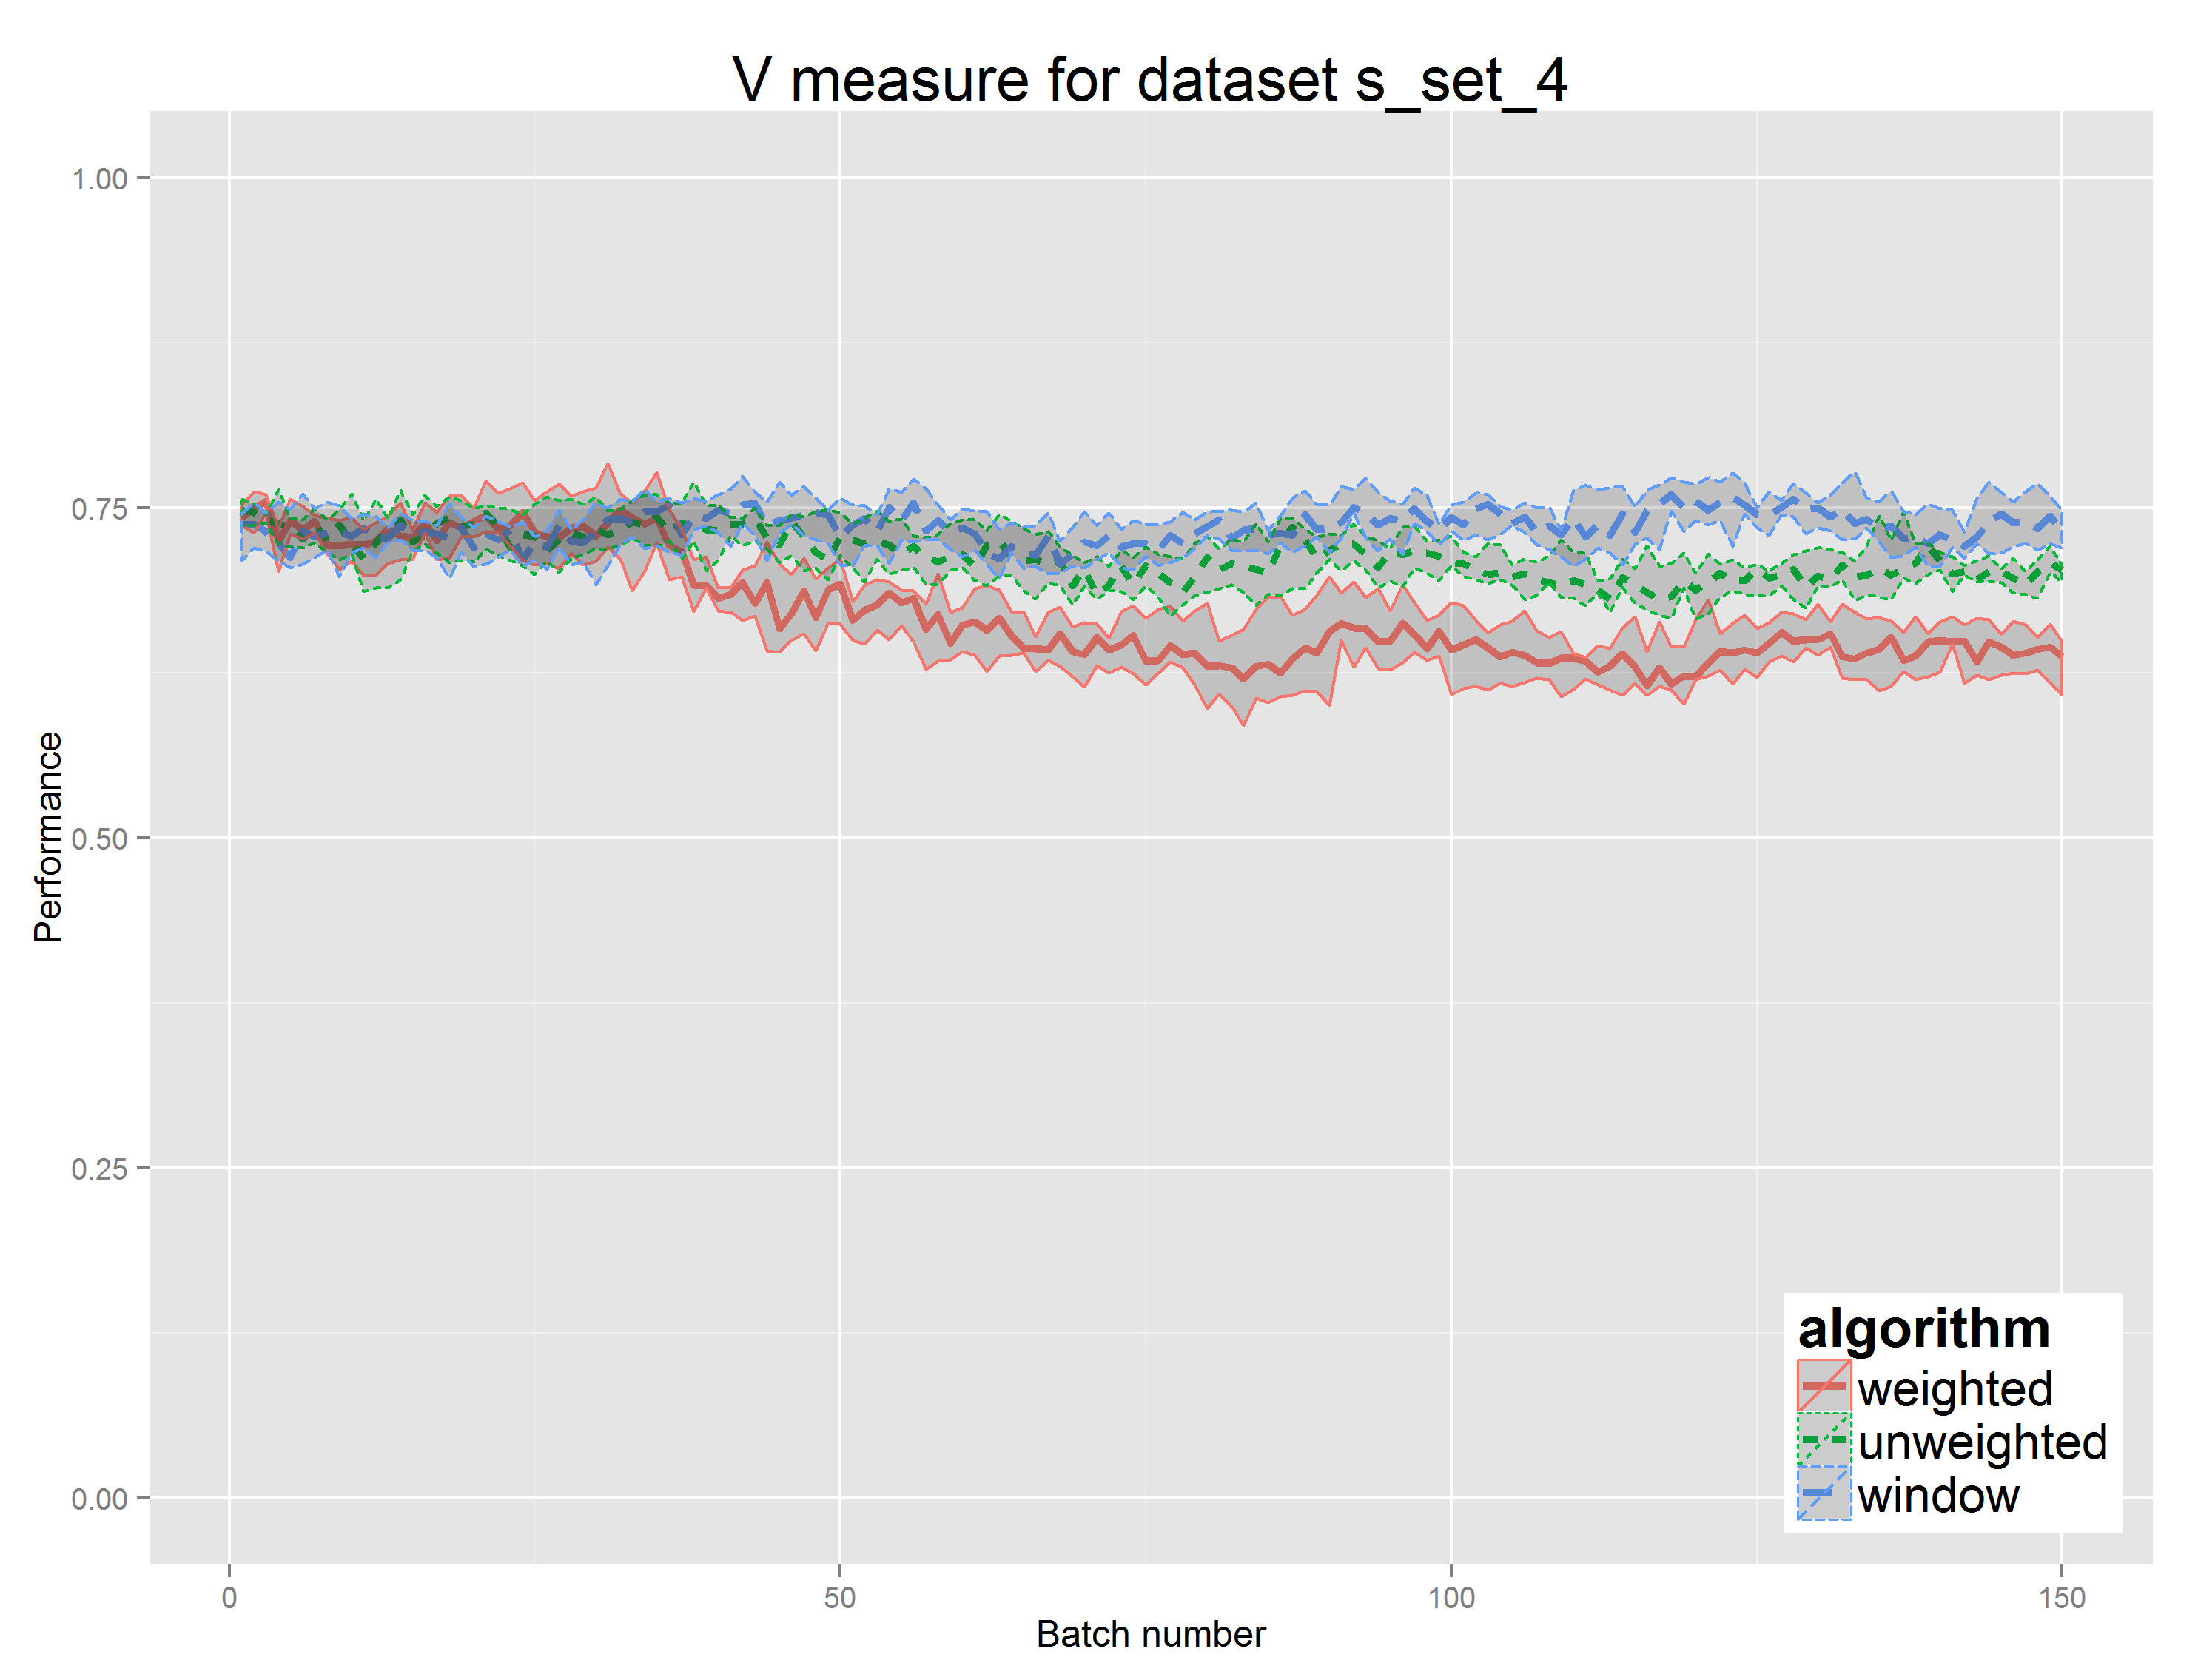 V measure for dataset s_set_4
1.00
0.75
0.50
0.25
0.00
Performance
0
50
100
150
Batch number
algorithm
weighted
unweighted
window